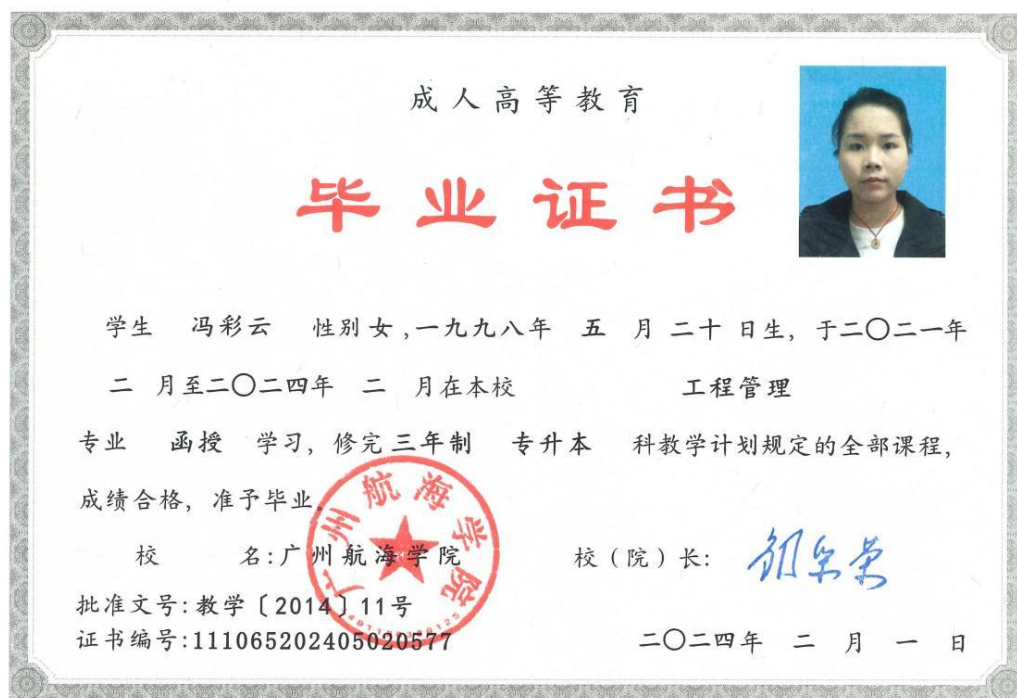 成人高等教育
毕业证书
学生 冯彩云 性别 女,一九九八年 五 月 二十 日生, 于二〇二一年
二 月至二〇二四年 二 月在本校 工程管理
专业 函授 学习, 修完 三年制 专升本 科教学计划规定的全部课程,
成绩合格, 准予毕业。
校 名:广州航海学院 校（院）长:
批准文号:教学〔2014〕11号
证书编号:111065202405020577 二〇二四年 二 月 一 日
广州航海学院